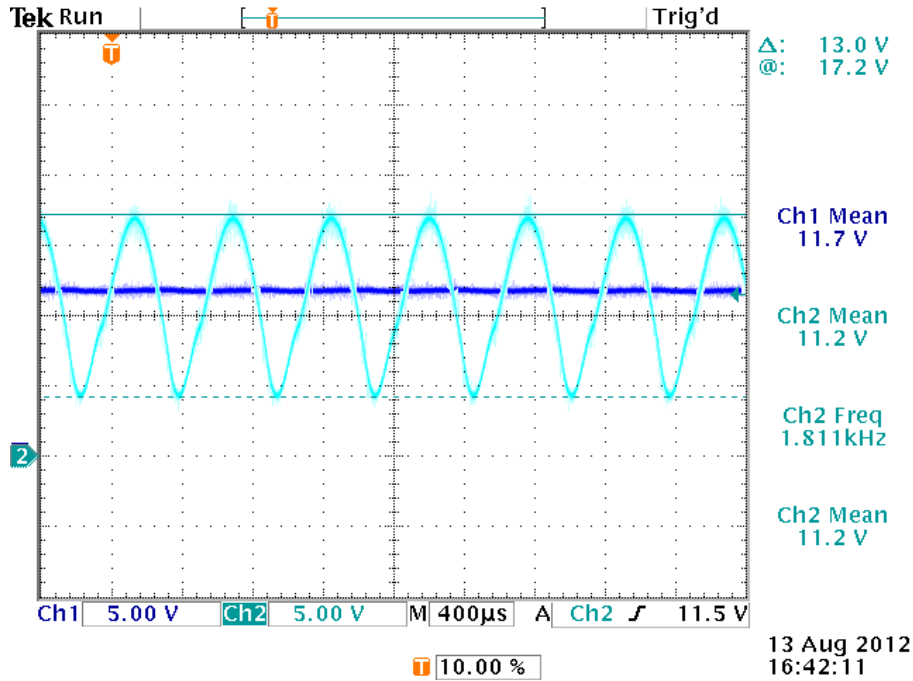 Tek Run Trig'd
T
T
Δ: 13.0 V
@: 17.2 V
Ch1 Mean
11.7 V
Ch2 Mean
11.2 V
Ch2 Freq
1.811kHz
Ch2 Mean
11.2 V
2
Ch1 5.00 V Ch2 5.00 V M 400µs A Ch2 ∫ 11.5 V
T 10.00 %
13 Aug 2012
16:42:11